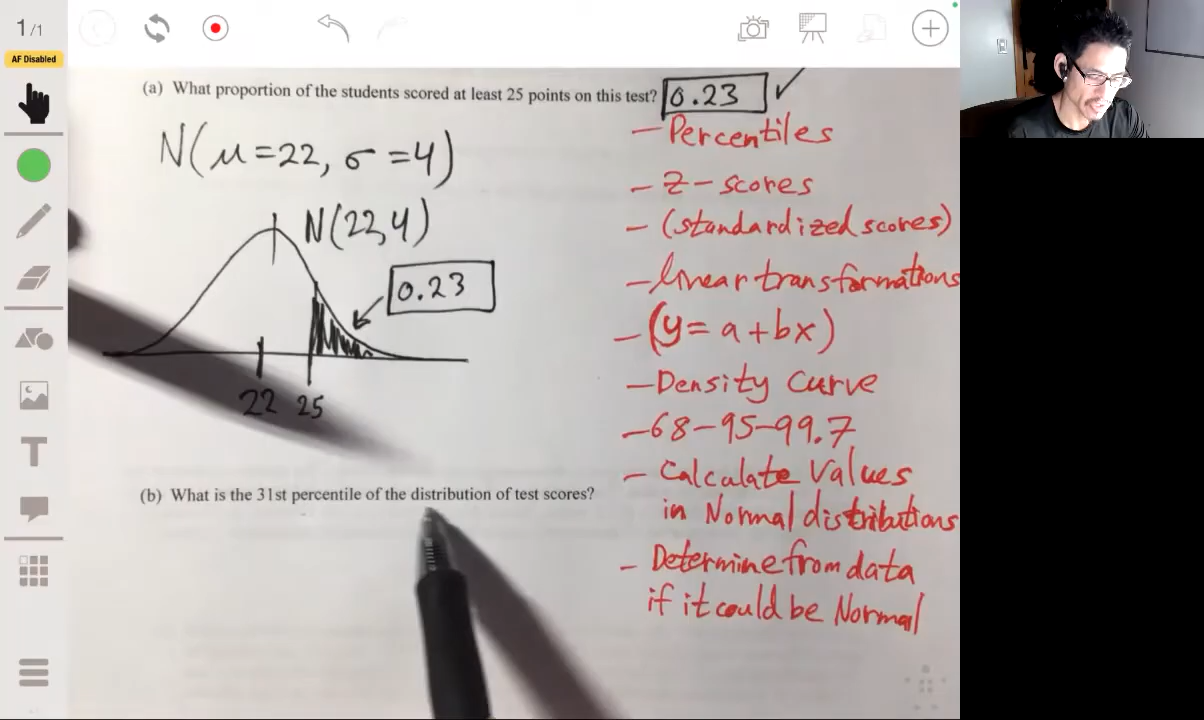 1/1
AF Disabled
(a) What proportion of the students scored at least 25 points on this test? 0.23 ✓
N(μ=22, σ=4)
N(22,4)
0.23
22 25
(b) What is the 31st percentile of the distribution of test scores?
- Percentiles
- Z-scores
- (standardized scores)
- linear transformations
- (y = a + bx)
- Density Curve
- 68-95-99.7
- Calculate Values
in Normal distributions
- Determine from data
if it could be Normal
T